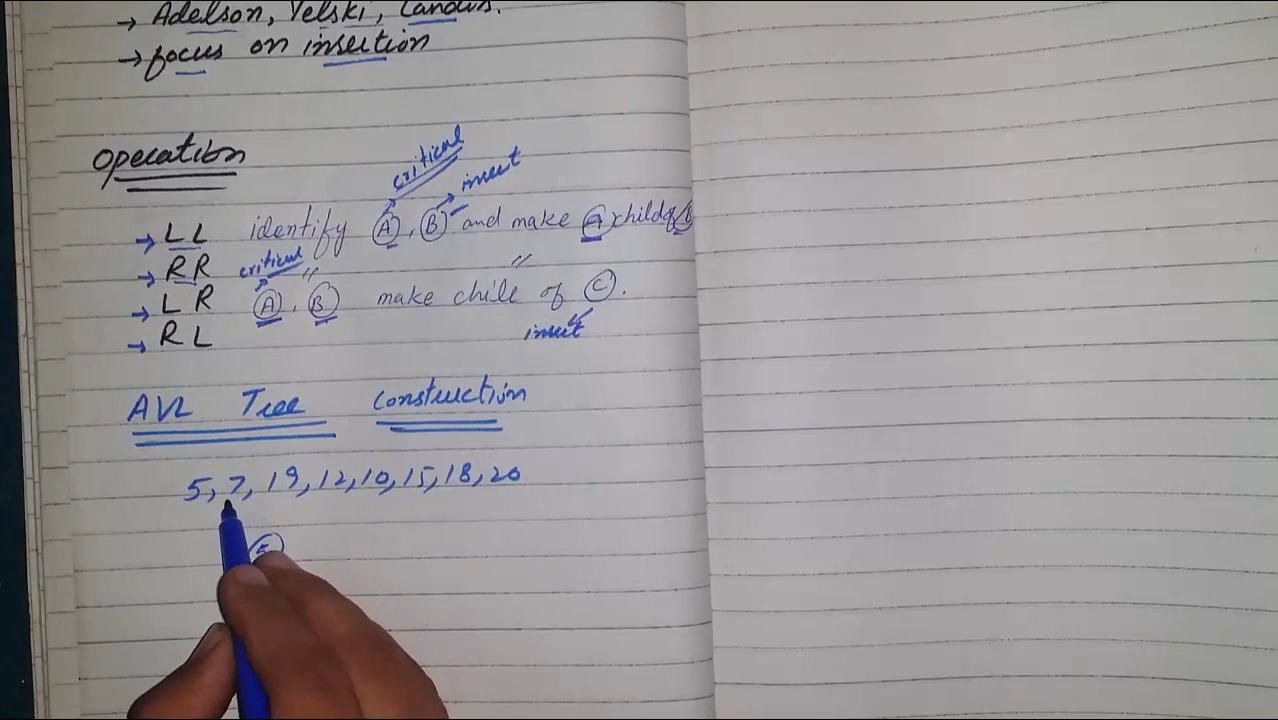 → Adelson, Velski, Landis.
→ focus on insertion
Operation
critical
insert
→ LL identify (A), (B) and make (A) child of (B)
→ RR " "
critical
→ LR (A), (B) make chile of (C).
→ RL insert
AVL Tree Construction
5, 7, 19, 12, 10, 15, 18, 20
5